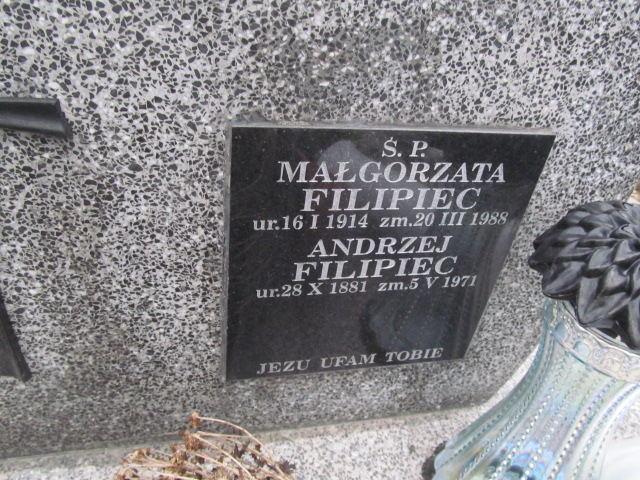 Ś. P.
MAŁGORZATA
FILIPIEC
ur.16 I 1914 zm.20 III 1988
ANDRZEJ
FILIPIEC
ur.28 X 1881 zm.5 V 1971
JEZU UFAM TOBIE